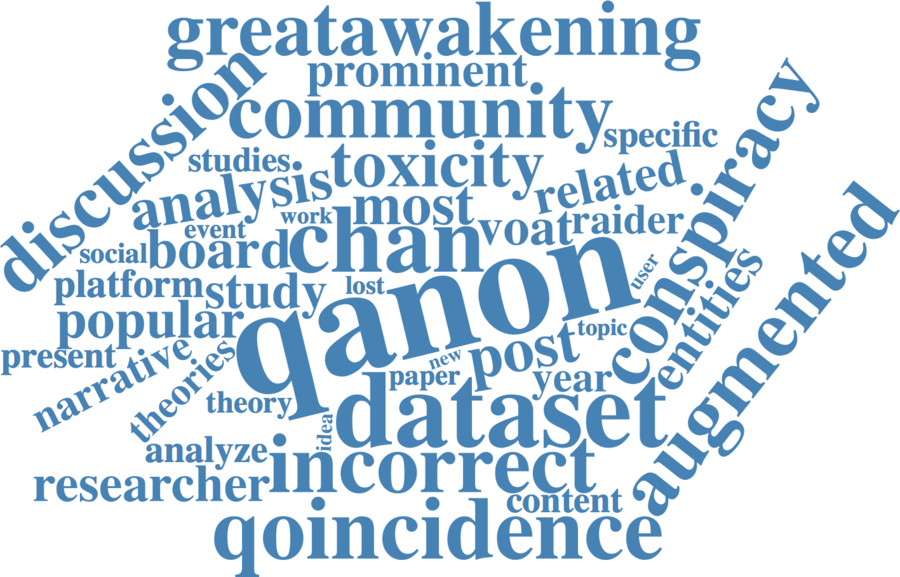 greatawakening
prominent
discussion
community
conspiracy
specific
studies
toxicity
related
analysis
most
work
event
voat
raider
augmented
social
board
chan
qanon
user
entities
platform
study
lost
popular
topic
present
narrative
theories
new
post
paper
year
theory
dataset
idea
analyze
incorrect
researcher
content
qoincidence